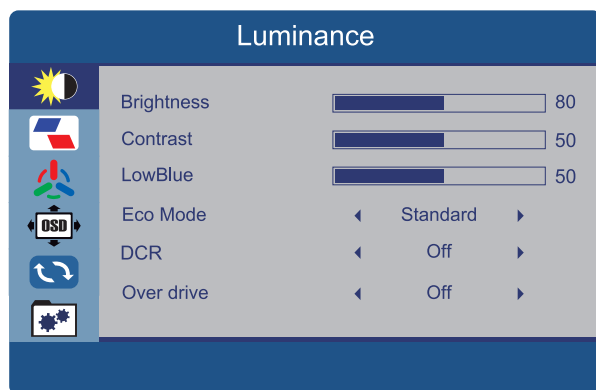 Luminance
Brightness 80
Contrast 50
LowBlue 50
Eco Mode Standard
DCR Off
OSD
Over drive Off